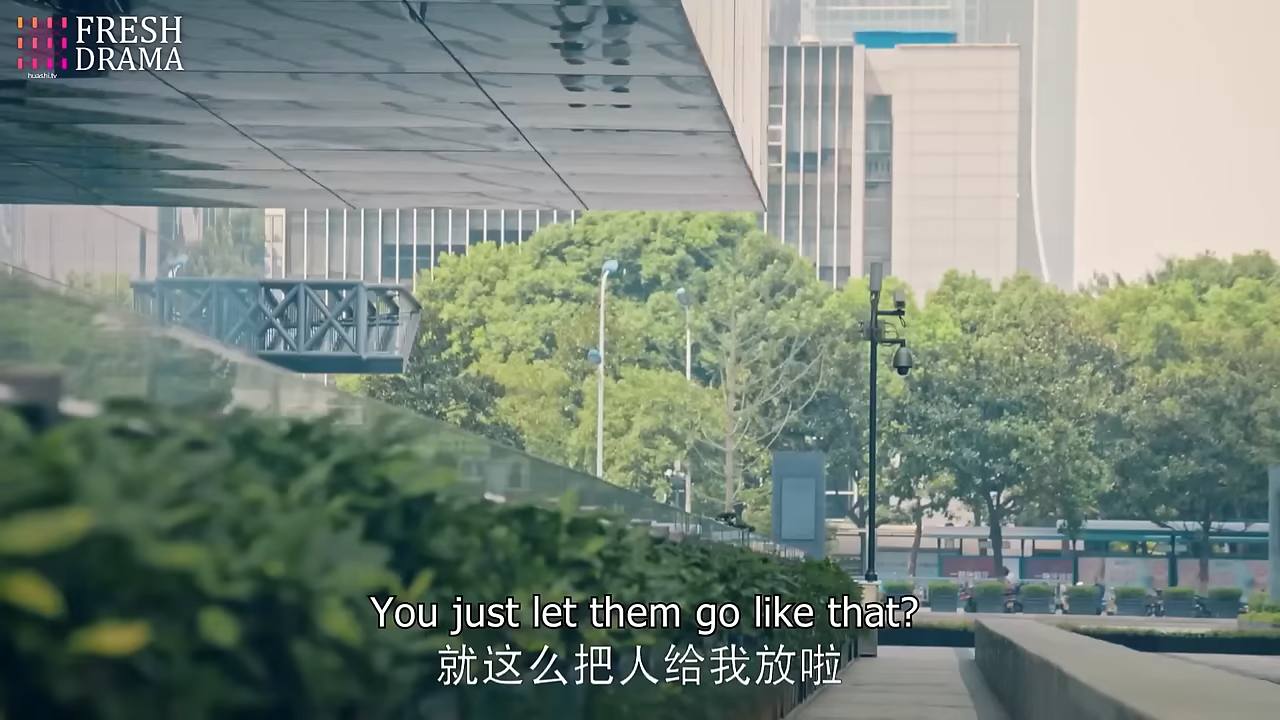 FRESH
DRAMA
huashi.tv
You just let them go like that?
就这么把人给我放啦